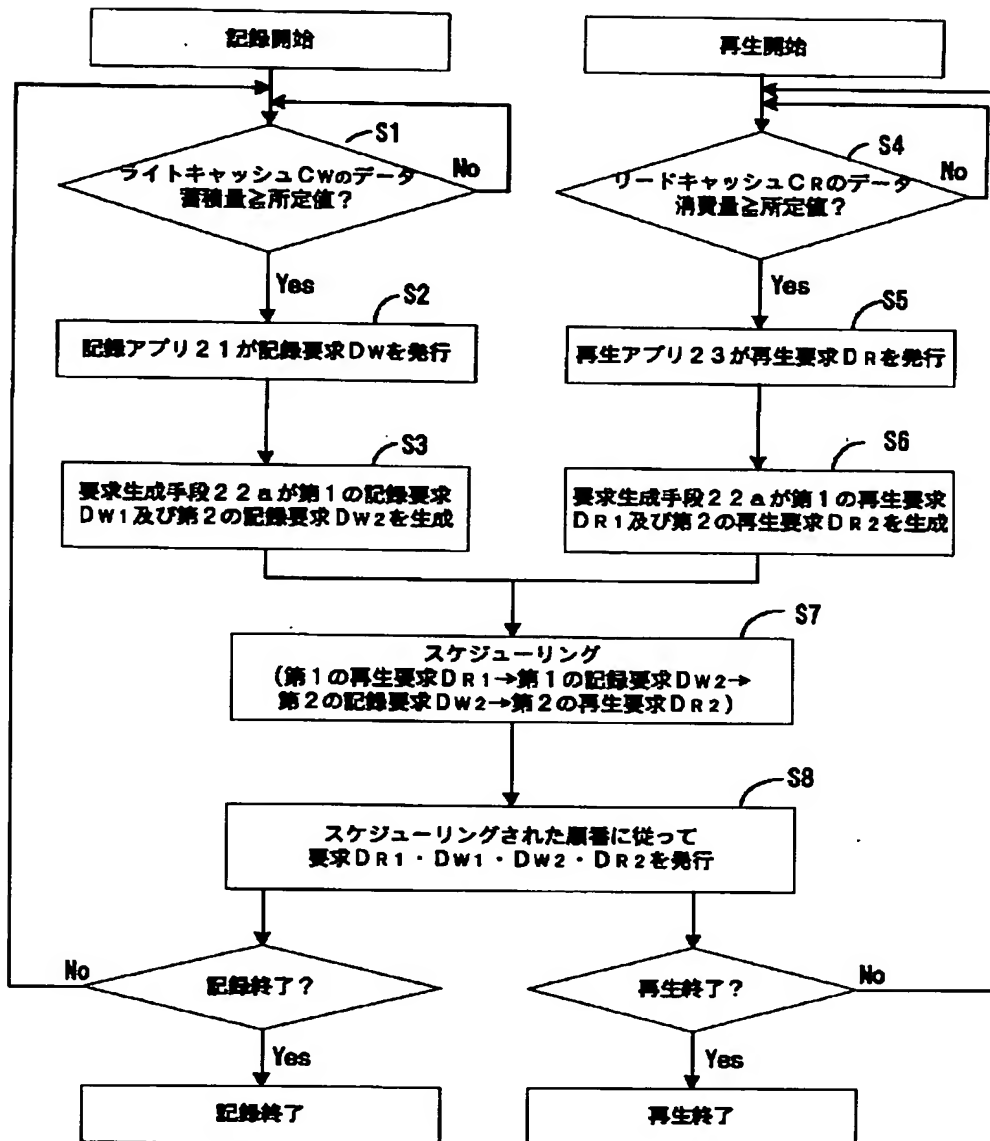 記録開始
再生開始
S1
ライトキャッシュCWのデータ
蓄積量≧所定値？
No
S4
リードキャッシュCRのデータ
消費量≧所定値？
No
Yes
Yes
S2
記録アプリ２１が記録要求DWを発行
S5
再生アプリ２３が再生要求DRを発行
S3
要求生成手段２２aが第１の記録要求
DW1及び第２の記録要求DW2を生成
S6
要求生成手段２２aが第１の再生要求
DR1及び第２の再生要求DR2を生成
S7
スケジューリング
（第１の再生要求DR1→第１の記録要求DW2→
第２の記録要求DW2→第２の再生要求DR2）
S8
スケジューリングされた順番に従って
要求DR1・DW1・DW2・DR2を発行
No
記録終了？
再生終了？
No
Yes
Yes
記録終了
再生終了